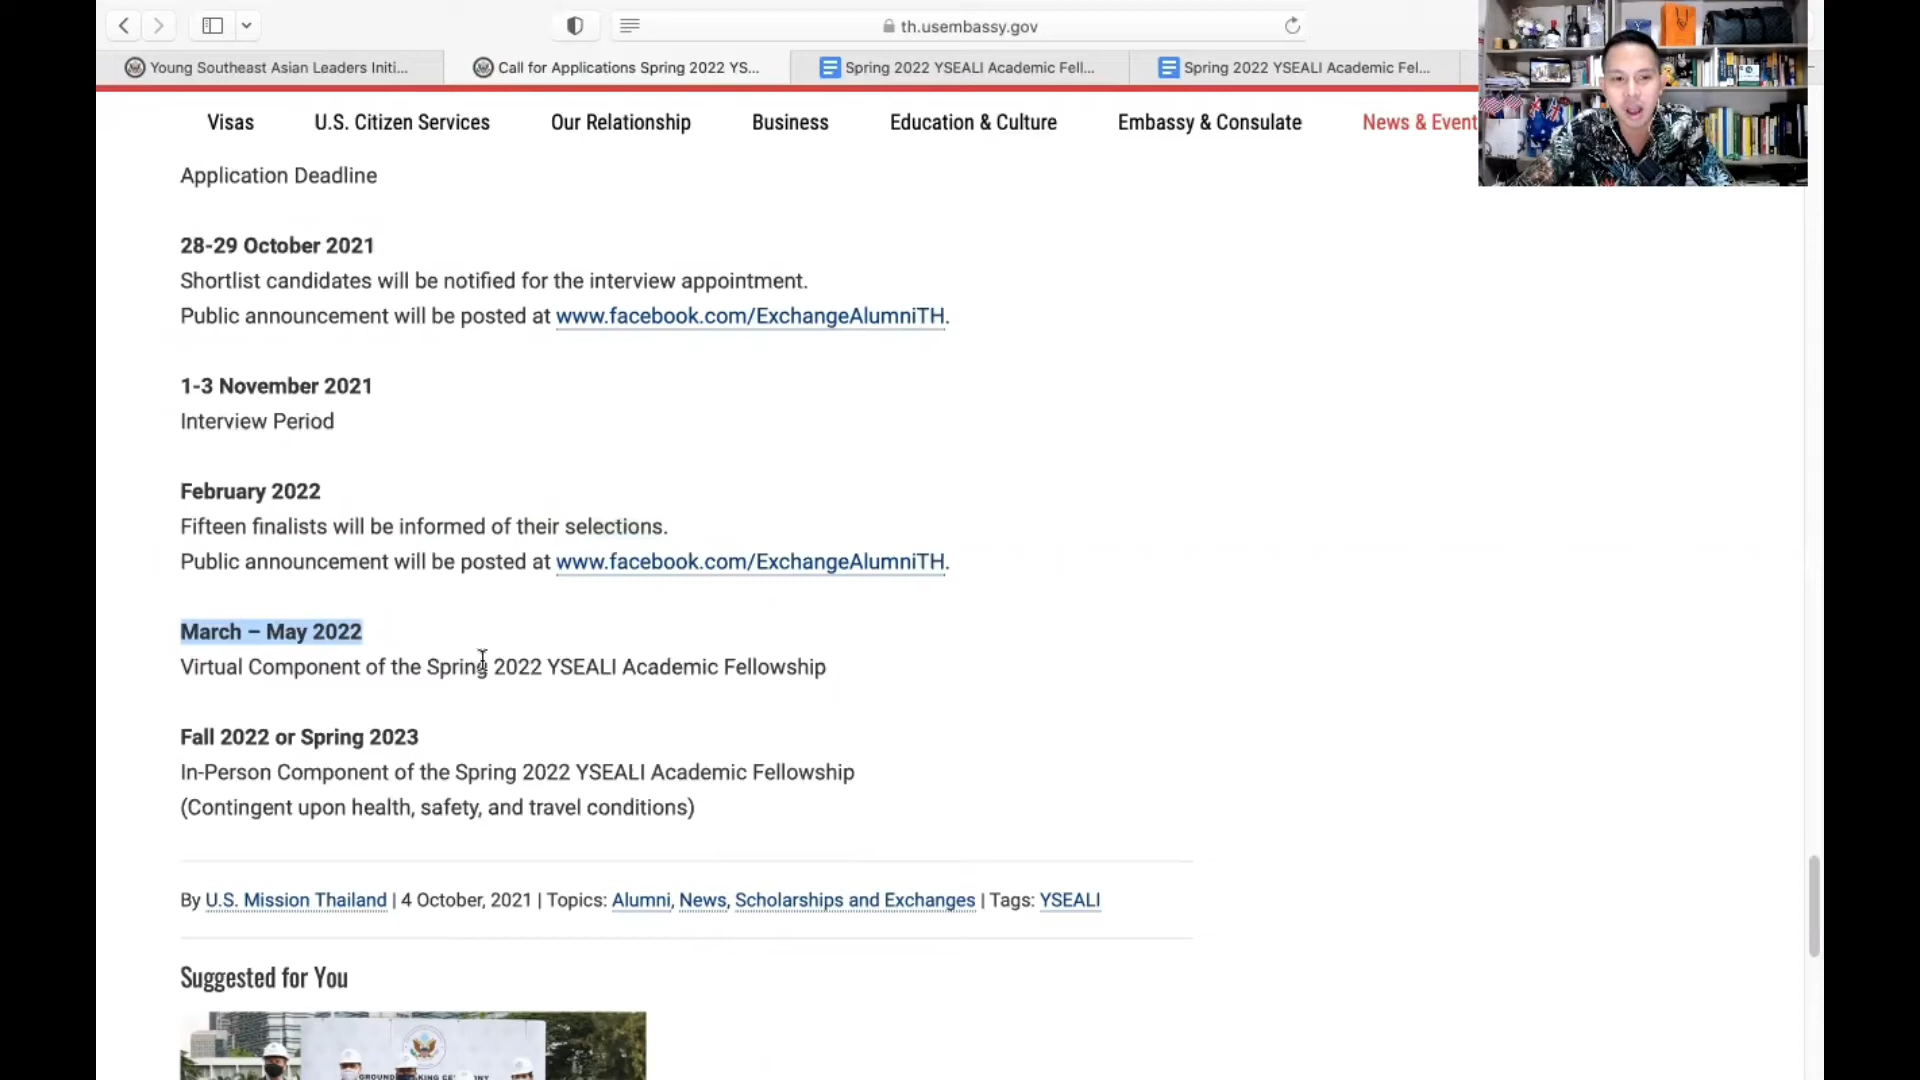 th.usembassy.gov
Young Southeast Asian Leaders Initi...
Call for Applications Spring 2022 YS...
Spring 2022 YSEALI Academic Fell...
Spring 2022 YSEALI Academic Fel...
Visas
U.S. Citizen Services
Our Relationship
Business
Education & Culture
Embassy & Consulate
News & Event
Application Deadline
28-29 October 2021
Shortlist candidates will be notified for the interview appointment.
Public announcement will be posted at www.facebook.com/ExchangeAlumniTH.
1-3 November 2021
Interview Period
February 2022
Fifteen finalists will be informed of their selections.
Public announcement will be posted at www.facebook.com/ExchangeAlumniTH.
March – May 2022
Virtual Component of the Spring 2022 YSEALI Academic Fellowship
Fall 2022 or Spring 2023
In-Person Component of the Spring 2022 YSEALI Academic Fellowship
(Contingent upon health, safety, and travel conditions)
By U.S. Mission Thailand | 4 October, 2021 | Topics: Alumni, News, Scholarships and Exchanges | Tags: YSEALI
Suggested for You